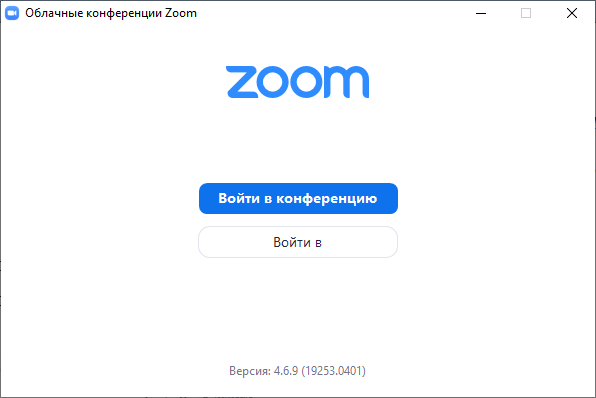 Облачные конференции Zoom
zoom
Войти в конференцию
Войти в
Версия: 4.6.9 (19253.0401)